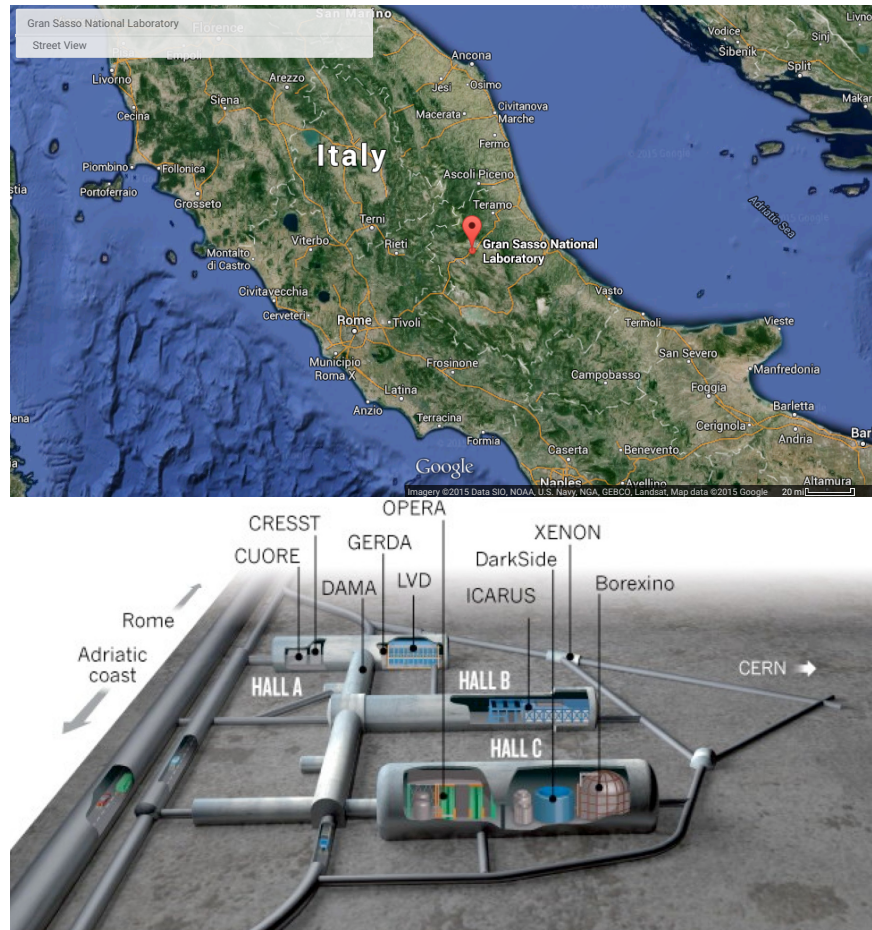 San Marino
Gran Sasso National Laboratory
Street View
Florence
Empoli
Livorno
Arezzo
Ancona
Jesi
Osimo
Cecina
Siena
Macerata
Civitanova
Marche
Fermo
Italy
Piombino
Follonica
Portoferraio
Grosseto
Ascoli Piceno
Teramo
Terni
Viterbo
Rieti
Gran Sasso National
Laboratory
Montalto
di Castro
Civitavecchia
Cerveteri
Rome
Tivoli
Vasto
Termoli
Vieste
Municipio
Roma X
Frosinone
San Severo
Manfredonia
Latina
Campobasso
Foggia
Anzio
Terracina
Formia
Barletta
Cerignola
Andria
Bar
Caserta
Benevento
Naples
Avellino
Altamura
Vodice
Šibenik
Sinj
Livno
Split
Makar
Adriatic Sea
©2015 Google
Google
Imagery ©2015 Data SIO, NOAA, U.S. Navy, NGA, GEBCO, Landsat, Map data ©2015 Google
20 mi
OPERA
CRESST
CUORE
GERDA
XENON
DarkSide
DAMA
LVD
ICARUS
Borexino
Rome
Adriatic
coast
HALL A
HALL B
HALL C
CERN